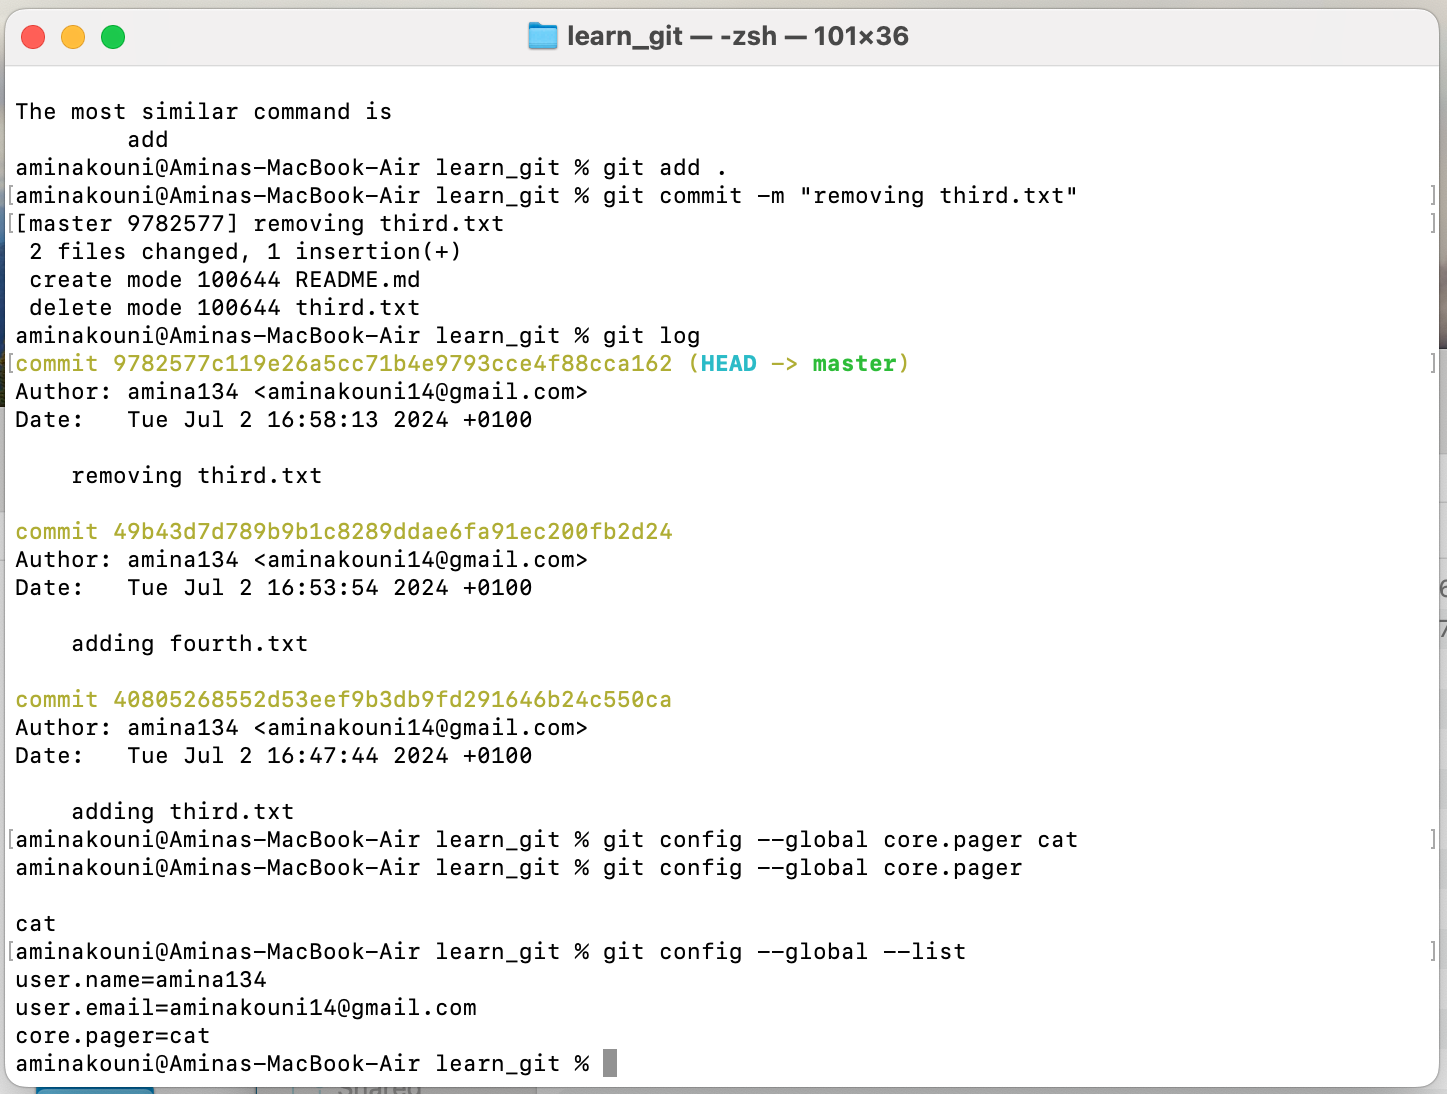 learn_git — -zsh — 101×36
The most similar command is
add
aminakouni@Aminas-MacBook-Air learn_git % git add .
[aminakouni@Aminas-MacBook-Air learn_git % git commit -m "removing third.txt" ]
[[master 9782577] removing third.txt ]
2 files changed, 1 insertion(+)
create mode 100644 README.md
delete mode 100644 third.txt
aminakouni@Aminas-MacBook-Air learn_git % git log
[commit 9782577c119e26a5cc71b4e9793cce4f88cca162 (HEAD -> master) ]
Author: amina134 <aminakouni14@gmail.com>
Date:   Tue Jul 2 16:58:13 2024 +0100
removing third.txt
commit 49b43d7d789b9b1c8289ddae6fa91ec200fb2d24
Author: amina134 <aminakouni14@gmail.com>
Date:   Tue Jul 2 16:53:54 2024 +0100
adding fourth.txt
commit 40805268552d53eef9b3db9fd291646b24c550ca
Author: amina134 <aminakouni14@gmail.com>
Date:   Tue Jul 2 16:47:44 2024 +0100
adding third.txt
[aminakouni@Aminas-MacBook-Air learn_git % git config --global core.pager cat ]
aminakouni@Aminas-MacBook-Air learn_git % git config --global core.pager
cat
[aminakouni@Aminas-MacBook-Air learn_git % git config --global --list ]
user.name=amina134
user.email=aminakouni14@gmail.com
core.pager=cat
aminakouni@Aminas-MacBook-Air learn_git %
Shared